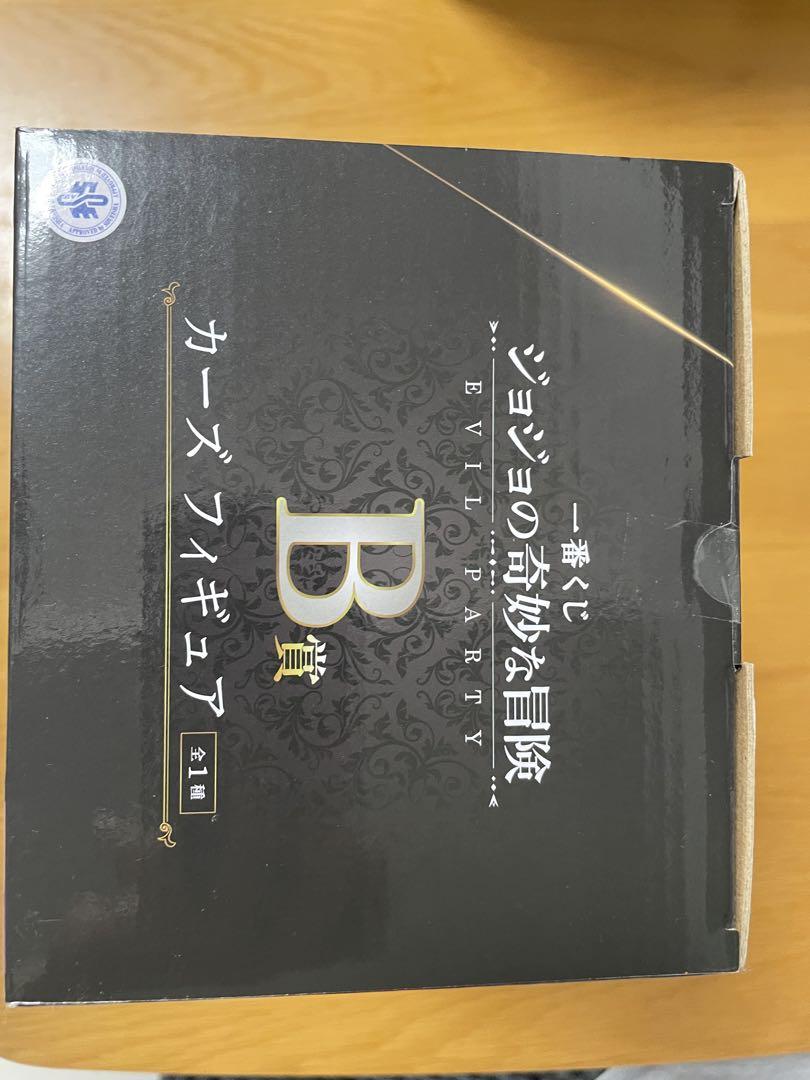 一番くじ
ジョジョの奇妙な冒険
EVIL PARTY
B賞
カーズ フィギュア
全1種